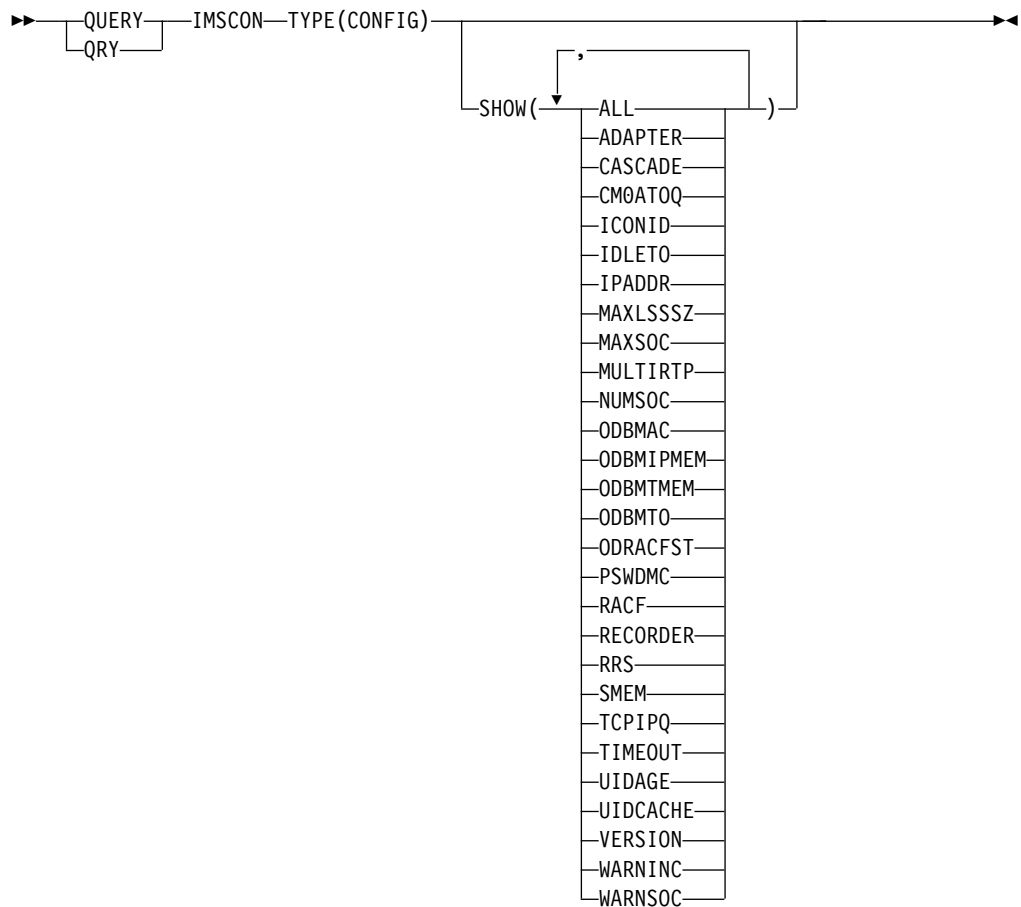 QUERY IMSCON TYPE(CONFIG)
QRY
,
SHOW( ALL )
ADAPTER
CASCADE
CM0ATOQ
ICONID
IDLETO
IPADDR
MAXLSSSZ
MAXSOC
MULTIRTP
NUMSOC
ODBMAC
ODBMIPMEM
ODBMTMEM
ODBMTO
ODRACFST
PSWDMC
RACF
RECORDER
RRS
SMEM
TCPIPQ
TIMEOUT
UIDAGE
UIDCACHE
VERSION
WARNINC
WARNSOC